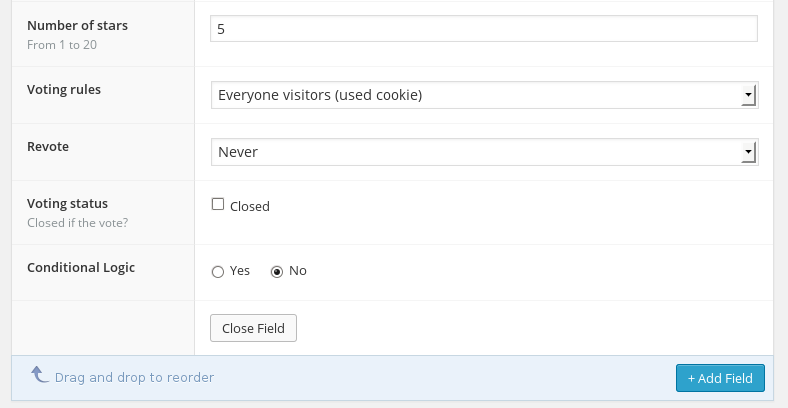 Number of stars
From 1 to 20
5
Voting rules
Everyone visitors (used cookie)
Revote
Never
Voting status
Closed if the vote?
Closed
Conditional Logic
Yes No
Close Field
Drag and drop to reorder
+ Add Field